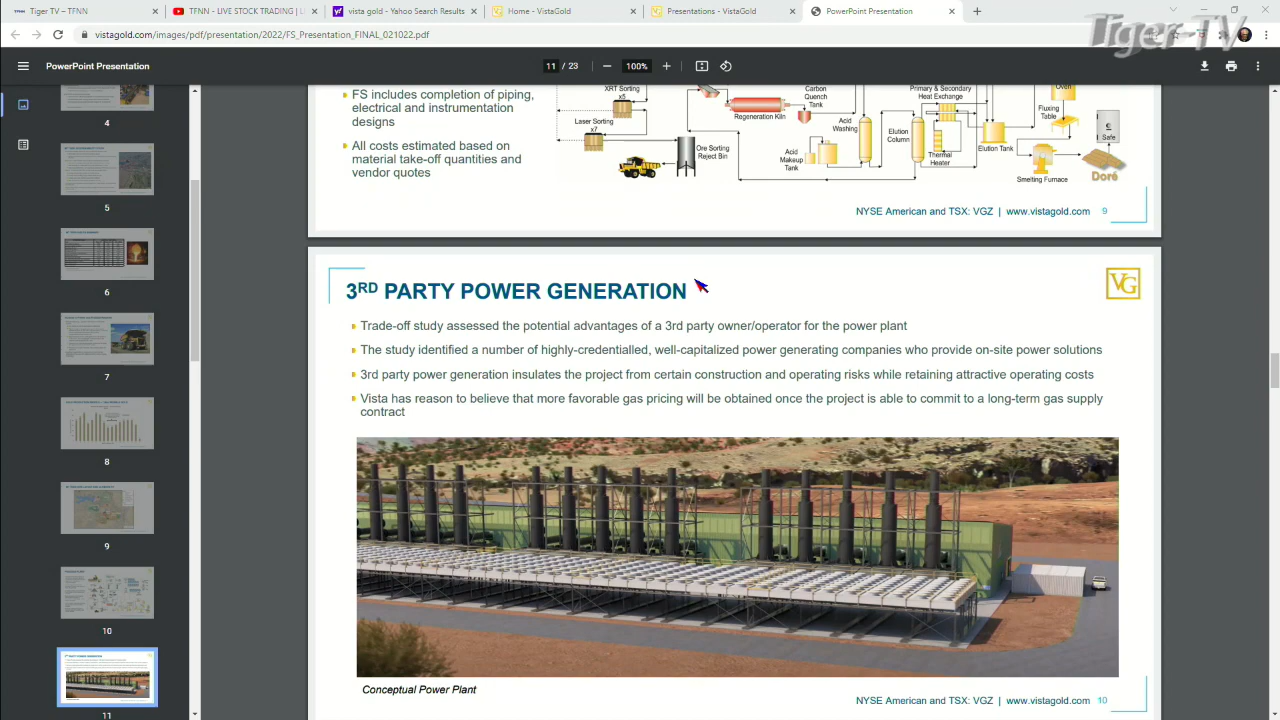 Tiger TV – TFNN
TFNN - LIVE STOCK TRADING | L
vista gold - Yahoo Search Results
Home - VistaGold
Presentations - VistaGold
PowerPoint Presentation
vistagold.com/images/pdf/presentation/2022/FS_Presentation_FINAL_021022.pdf
Tiger TV
PowerPoint Presentation
11 / 23
100%
4
5
6
7
8
9
10
11
FS includes completion of piping,
electrical and instrumentation
designs
All costs estimated based on
material take-off quantities and
vendor quotes
XRT Sorting
x5
Laser Sorting
x7
Ore Sorting
Reject Bin
Regeneration Kiln
Carbon
Quench
Tank
Acid
Makeup
Tank
Acid
Washing
Elution
Column
Primary & Secondary
Heat Exchange
Thermal
Heater
Elution Tank
Oven
Fluxing
Table
Smelting Furnace
€
Safe
Doré
NYSE American and TSX: VGZ | www.vistagold.com 9
3RD PARTY POWER GENERATION
VG
Trade-off study assessed the potential advantages of a 3rd party owner/operator for the power plant
The study identified a number of highly-credentialled, well-capitalized power generating companies who provide on-site power solutions
3rd party power generation insulates the project from certain construction and operating risks while retaining attractive operating costs
Vista has reason to believe that more favorable gas pricing will be obtained once the project is able to commit to a long-term gas supply
contract
Conceptual Power Plant
NYSE American and TSX: VGZ | www.vistagold.com 10